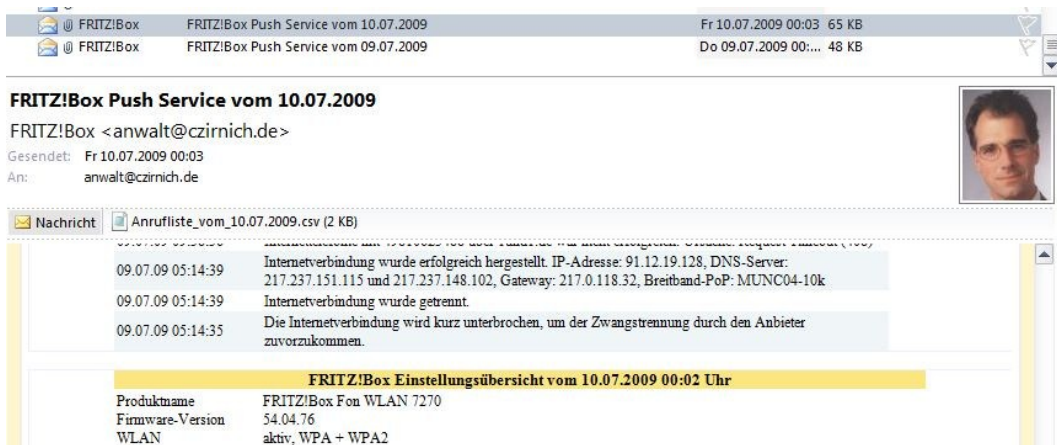 FRITZ!Box FRITZ!Box Push Service vom 10.07.2009 Fr 10.07.2009 00:03 65 KB
FRITZ!Box FRITZ!Box Push Service vom 09.07.2009 Do 09.07.2009 00:... 48 KB
FRITZ!Box Push Service vom 10.07.2009
FRITZ!Box <anwalt@czirnich.de>
Gesendet: Fr 10.07.2009 00:03
An: anwalt@czirnich.de
Nachricht Anrufliste_vom_10.07.2009.csv (2 KB)
09.07.09 05:14:39 Internetverbindung wurde erfolgreich hergestellt. IP-Adresse: 91.12.19.128, DNS-Server:
217.237.151.115 und 217.237.148.102, Gateway: 217.0.118.32, Breitband-PoP: MUNC04-10k
09.07.09 05:14:39 Internetverbindung wurde getrennt.
09.07.09 05:14:35 Die Internetverbindung wird kurz unterbrochen, um der Zwangstrennung durch den Anbieter
zuvorzukommen.
FRITZ!Box Einstellungsübersicht vom 10.07.2009 00:02 Uhr
Produktname FRITZ!Box Fon WLAN 7270
Firmware-Version 54.04.76
WLAN aktiv, WPA + WPA2